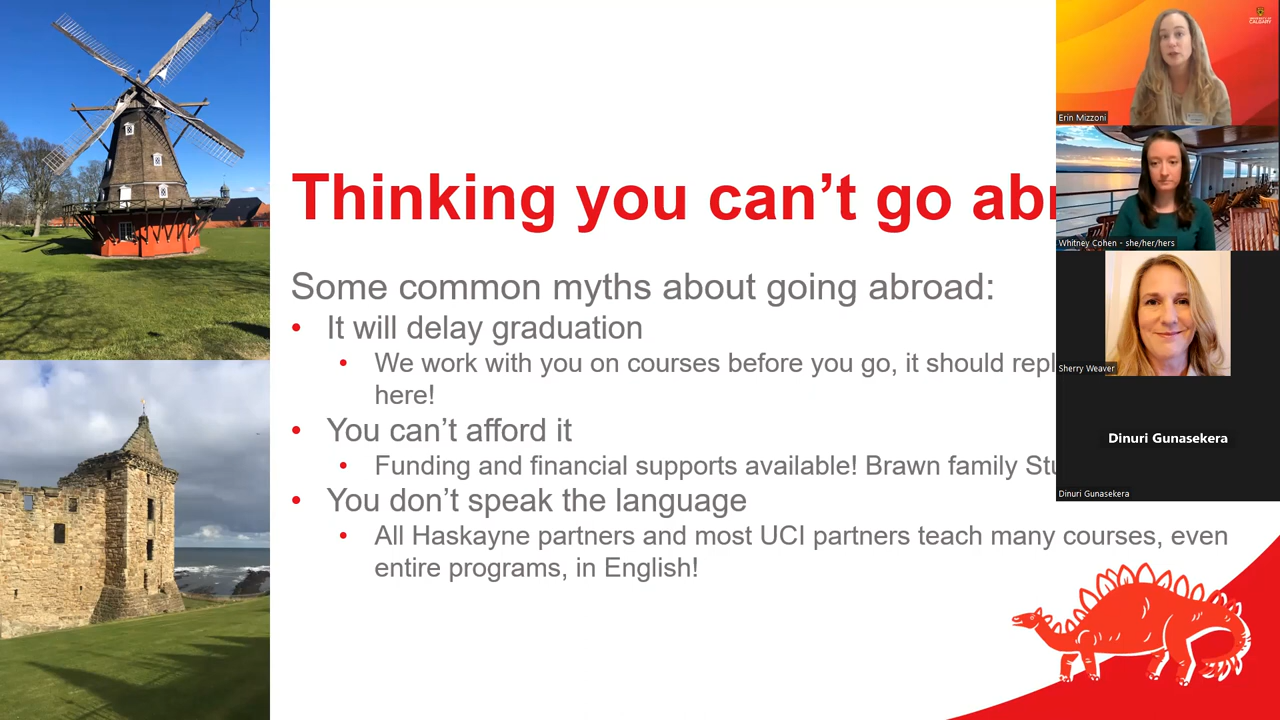 Thinking you can't go
Some common myths about going abroad:
• It will delay graduation
• We work with you on courses before you go, it should
here!
• You can't afford it
• Funding and financial supports available! Brawn family
• You don't speak the language
• All Haskayne partners and most UCI partners teach many courses, even
entire programs, in English!
UNIVERSITY OF
CALGARY
Erin Mizzoni
Whitney Cohen - she/her/hers
Sherry Weaver
Dinuri Gunasekera
Dinuri Gunasekera